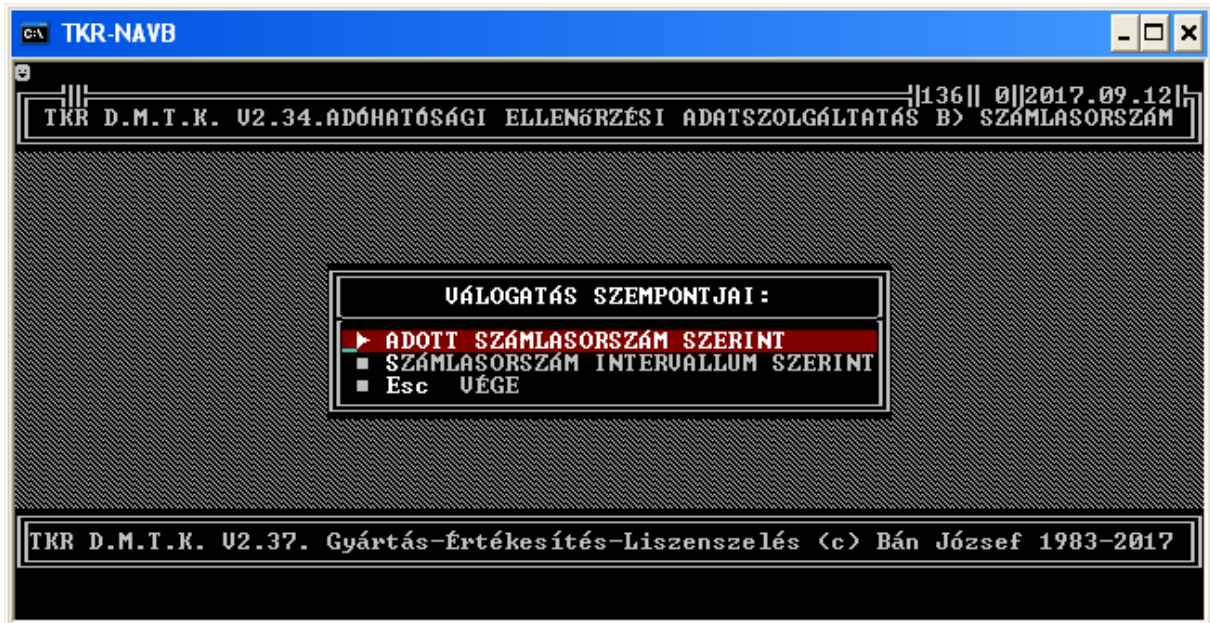 TKR-NAVB
136 0 2017.09.12
TKR D.M.T.K. V2.34.ADÓHATÓSÁGI ELLENőRZÉSI ADATSZOLGÁLTATÁS B) SZÁMLASORSZÁM
VÁLOGATÁS SZEMPONTJAI:
ADOTT SZÁMLASORSZÁM SZERINT
SZÁMLASORSZÁM INTERVALLUM SZERINT
Esc VÉGE
TKR D.M.T.K. V2.37. Gyártás-Értékesítés-Liszenszelés (c) Bán József 1983-2017